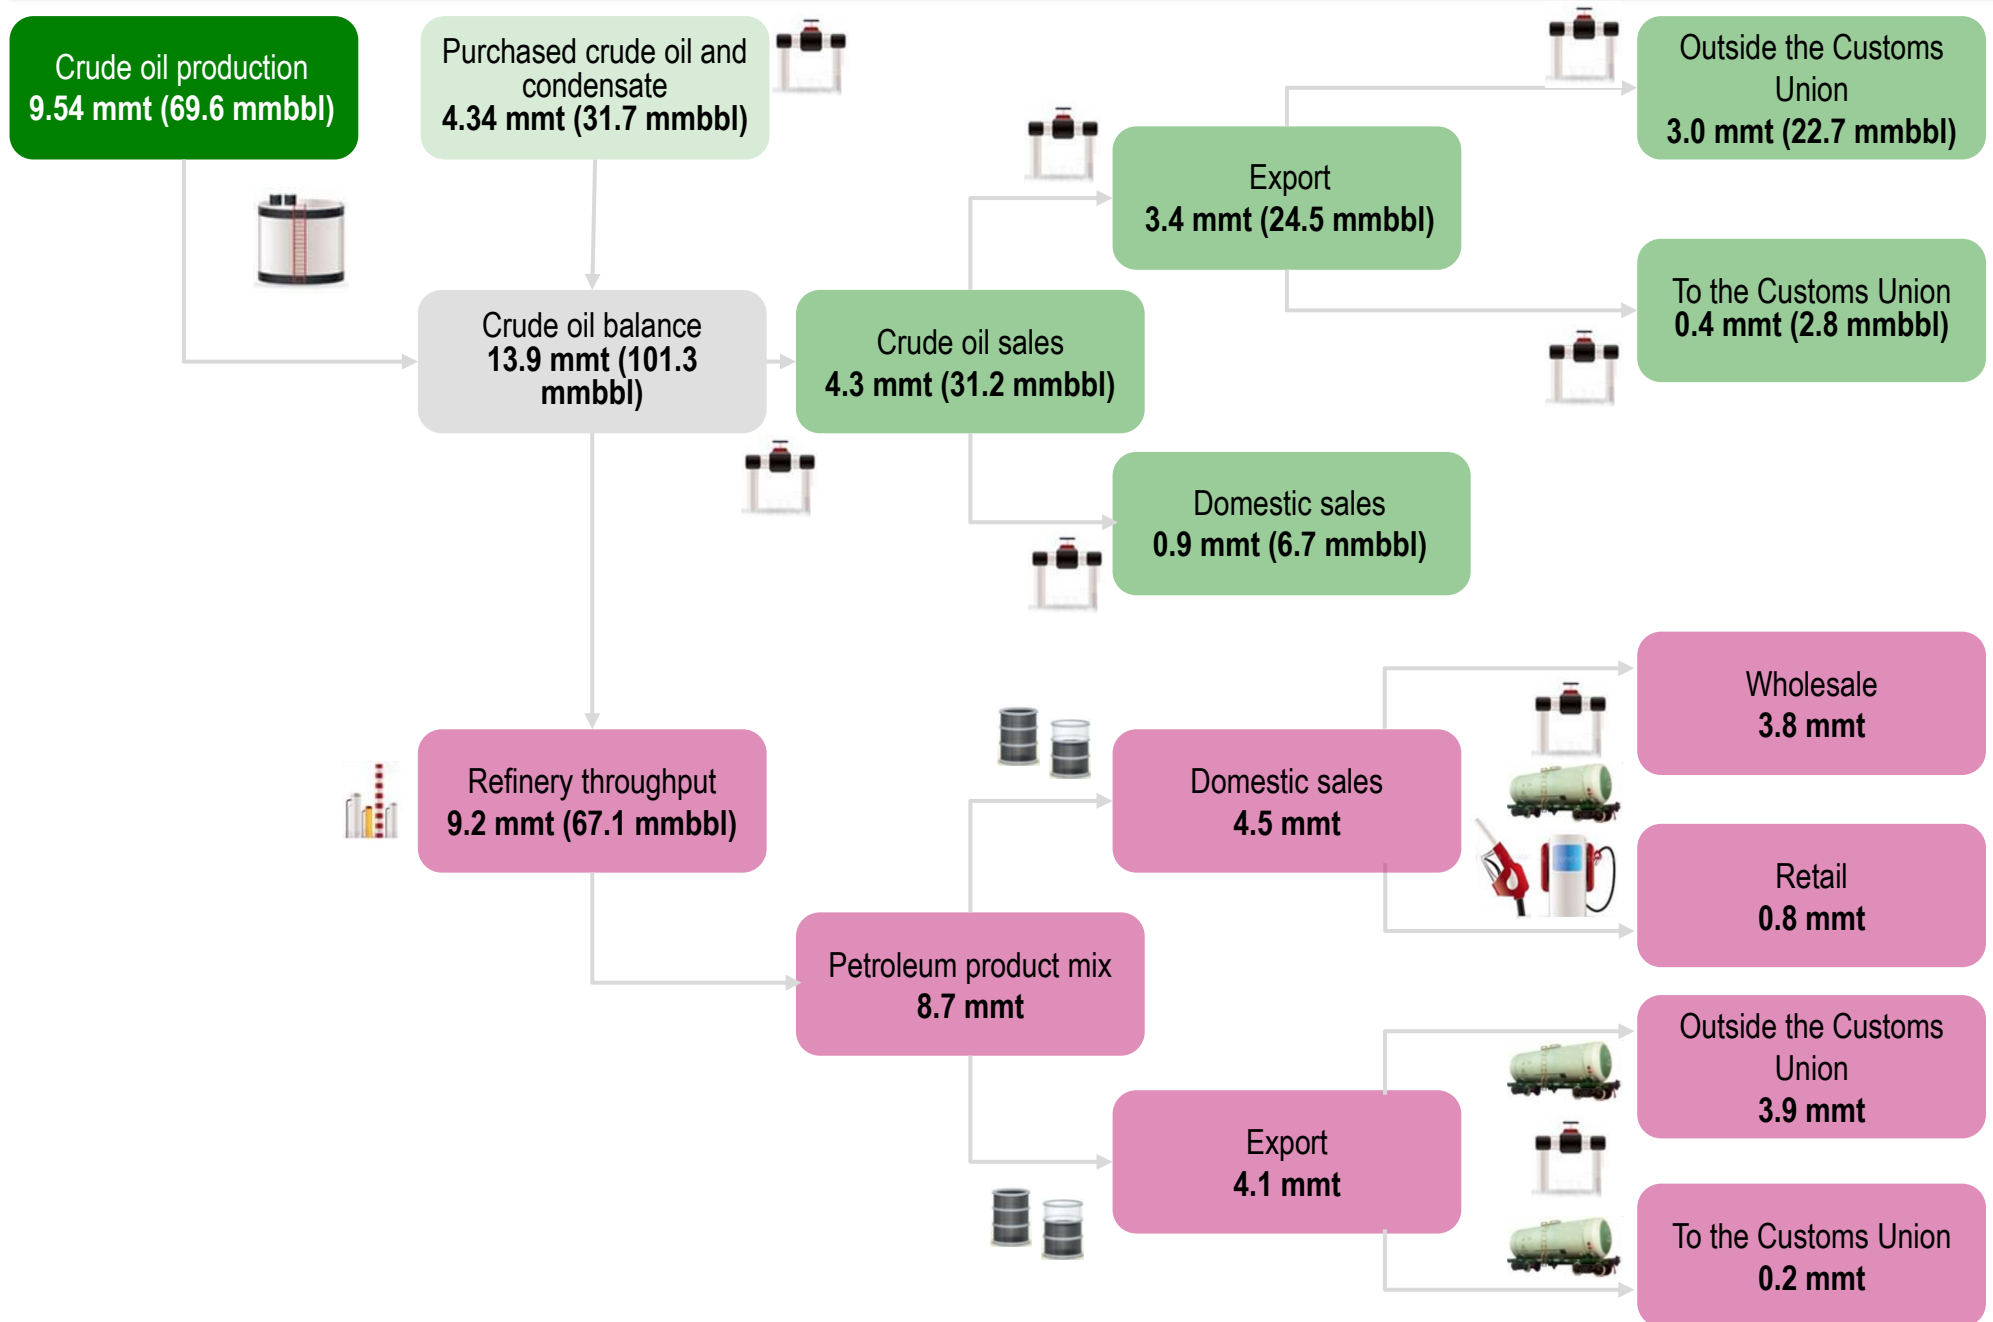 Crude oil production
9.54 mmt (69.6 mmbbl)
Purchased crude oil and
condensate
4.34 mmt (31.7 mmbbl)
Outside the Customs
Union
3.0 mmt (22.7 mmbbl)
Export
3.4 mmt (24.5 mmbbl)
To the Customs Union
0.4 mmt (2.8 mmbbl)
Crude oil balance
13.9 mmt (101.3
mmbbl)
Crude oil sales
4.3 mmt (31.2 mmbbl)
Domestic sales
0.9 mmt (6.7 mmbbl)
Wholesale
3.8 mmt
Refinery throughput
9.2 mmt (67.1 mmbbl)
Domestic sales
4.5 mmt
Retail
0.8 mmt
Petroleum product mix
8.7 mmt
Outside the Customs
Union
3.9 mmt
Export
4.1 mmt
To the Customs Union
0.2 mmt